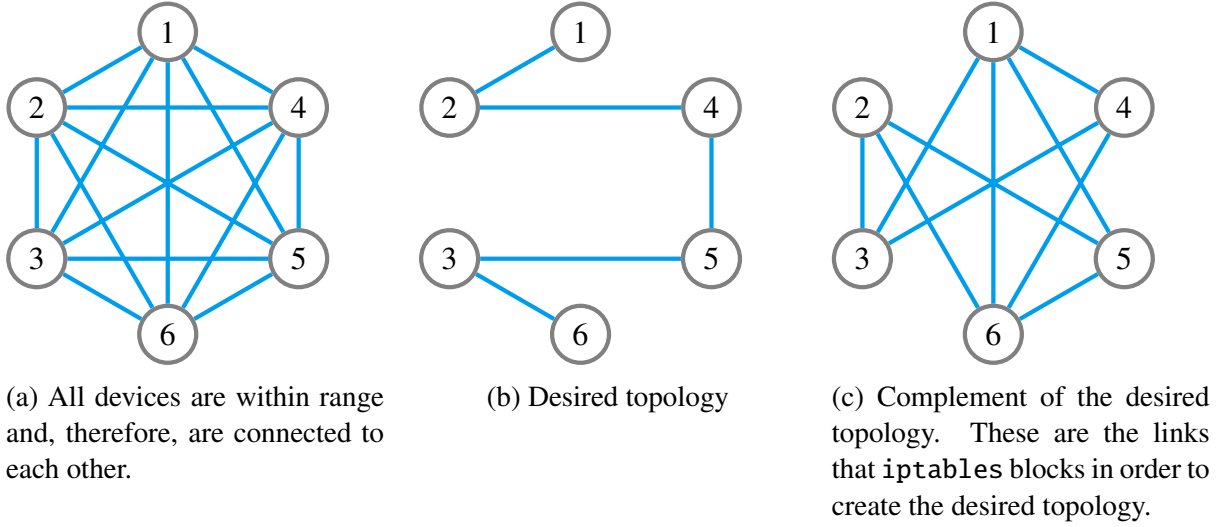 1
2
4
3
5
6
1
2
4
3
5
6
1
2
4
3
5
6
(a) All devices are within range
and, therefore, are connected to
each other.
(b) Desired topology
(c) Complement of the desired
topology. These are the links
that iptables blocks in order to
create the desired topology.